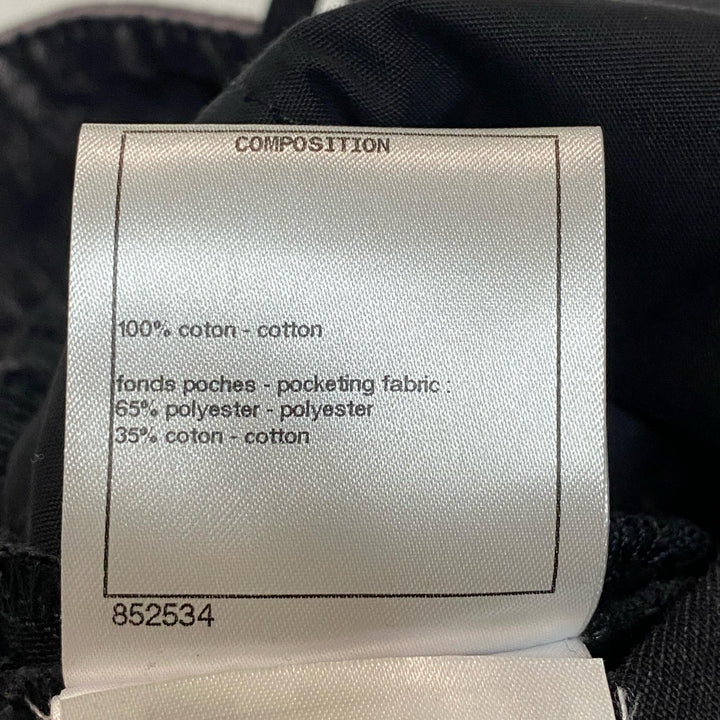 COMPOSITION
100% coton - cotton
fonds poches - pocketing fabric :
65% polyester - polyester
35% coton - cotton
852534